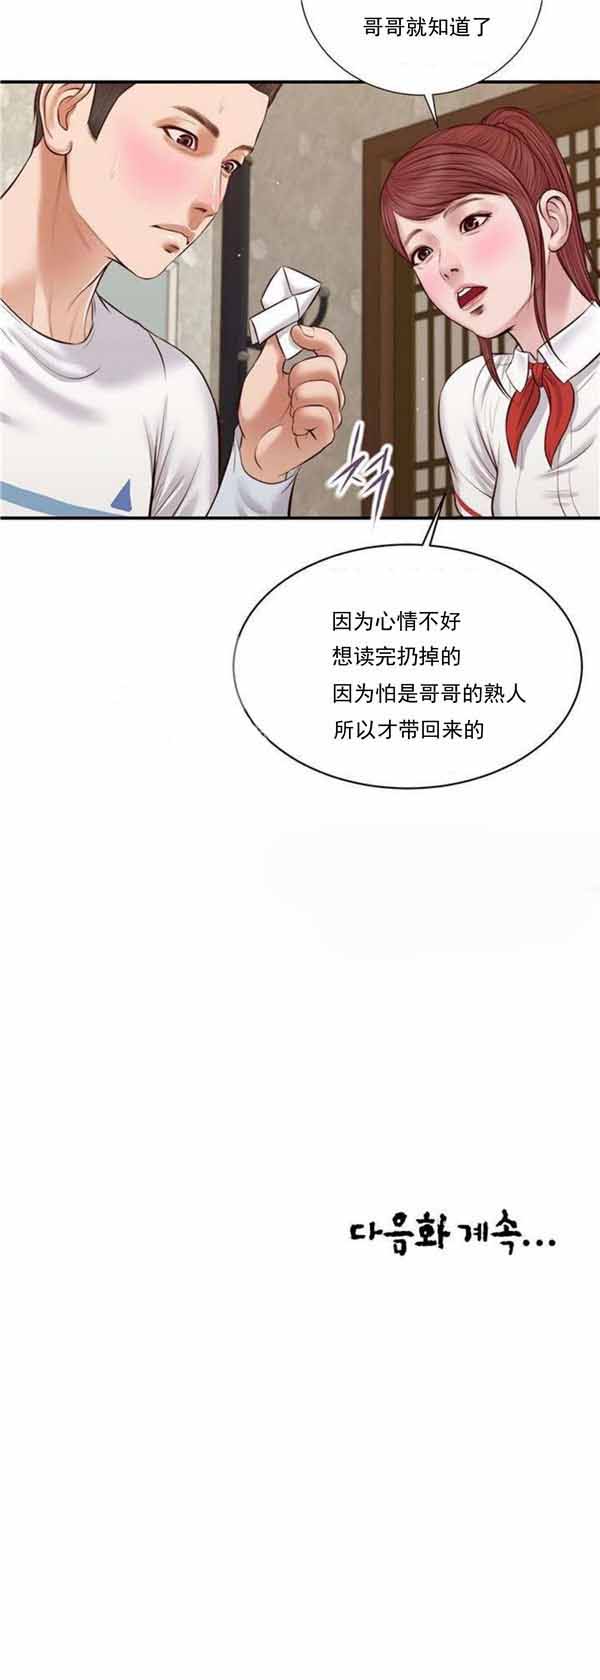 哥哥就知道了
척
因为心情不好
想读完扔掉的
因为怕是哥哥的熟人
所以才带回来的
다음화 계속...